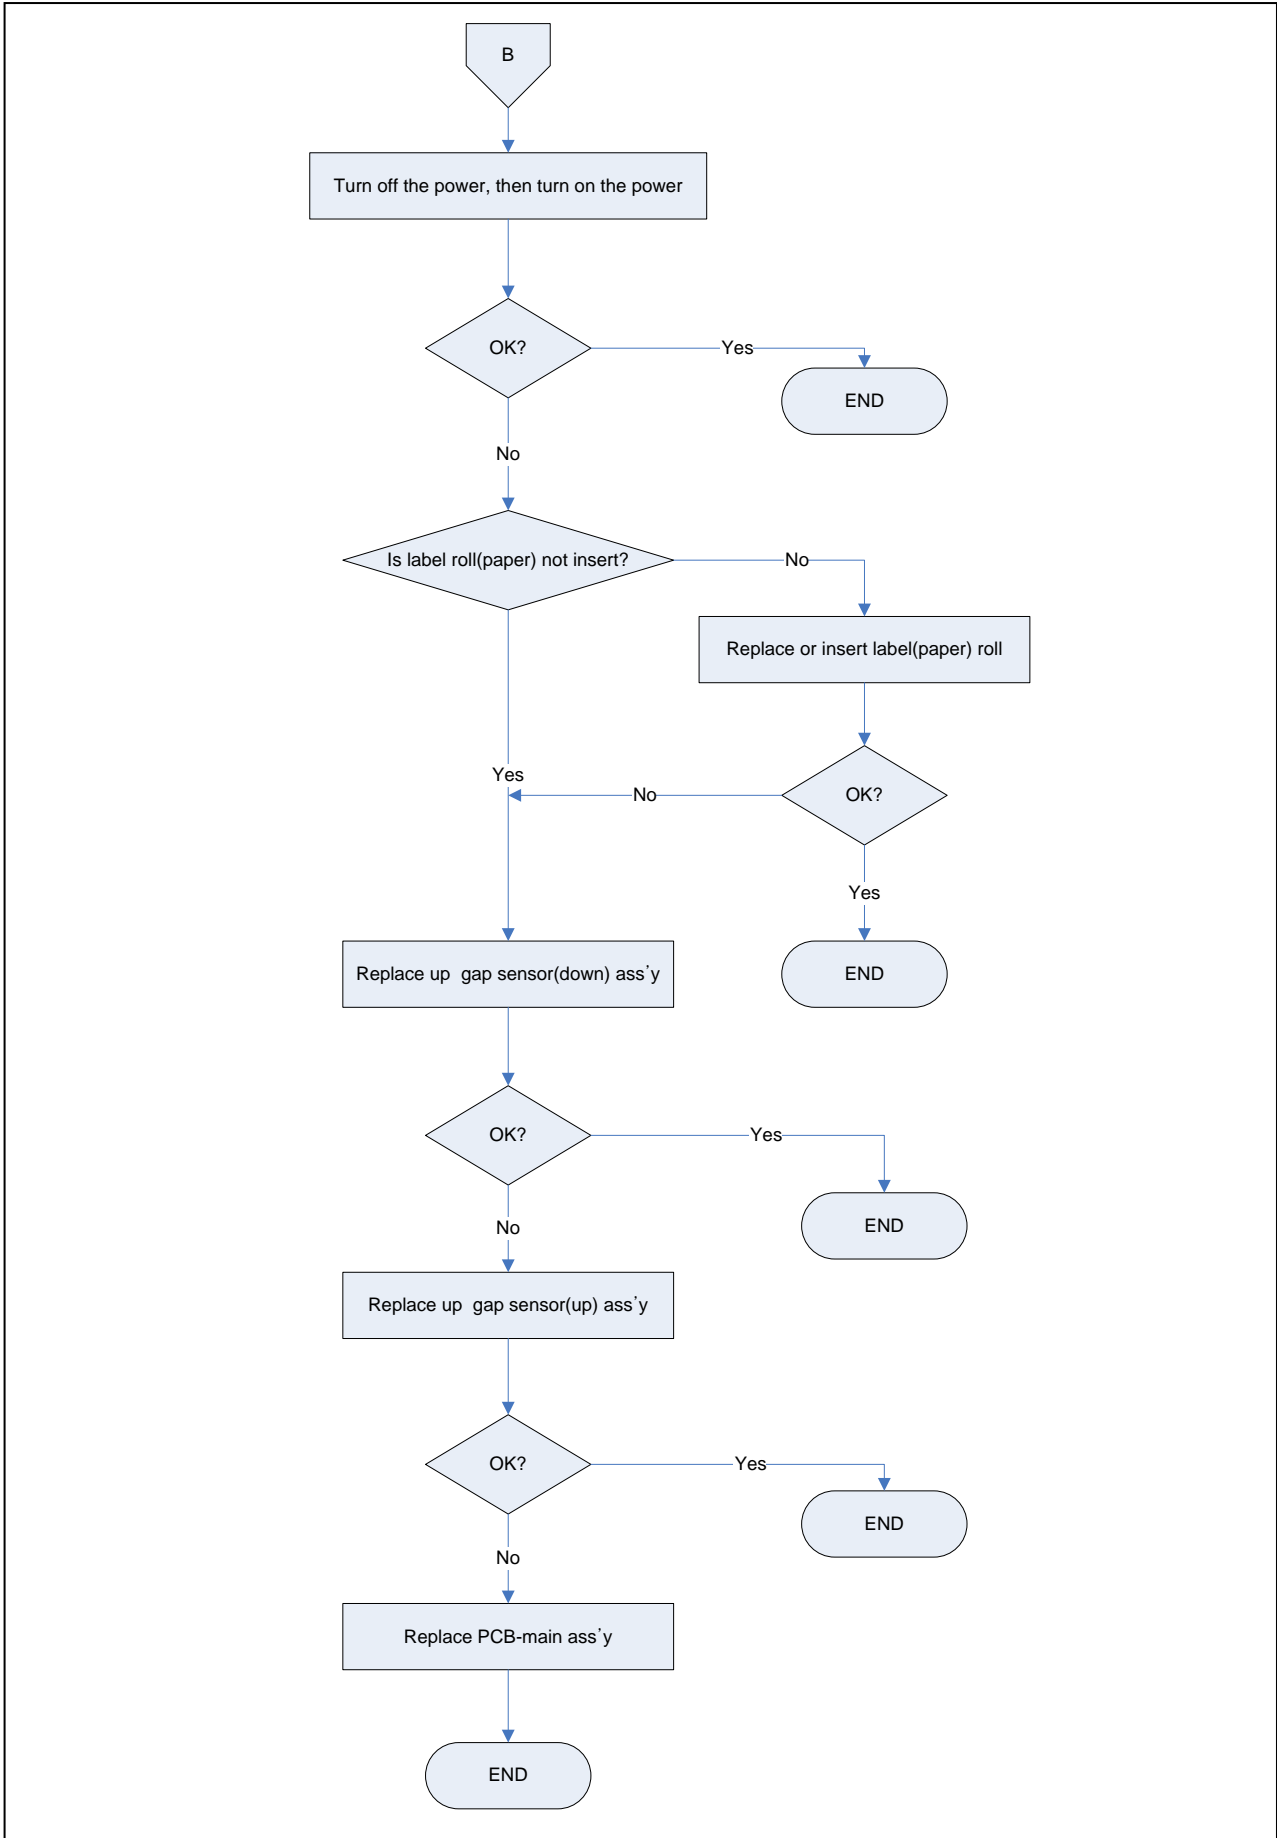 B
Turn off the power, then turn on the power
OK?
Yes
END
No
Is label roll(paper) not insert?
No
Replace or insert label(paper) roll
Yes
No
OK?
Yes
Replace up  gap sensor(down) ass’y
END
OK?
Yes
END
No
Replace up  gap sensor(up) ass’y
OK?
Yes
END
No
Replace PCB-main ass’y
END